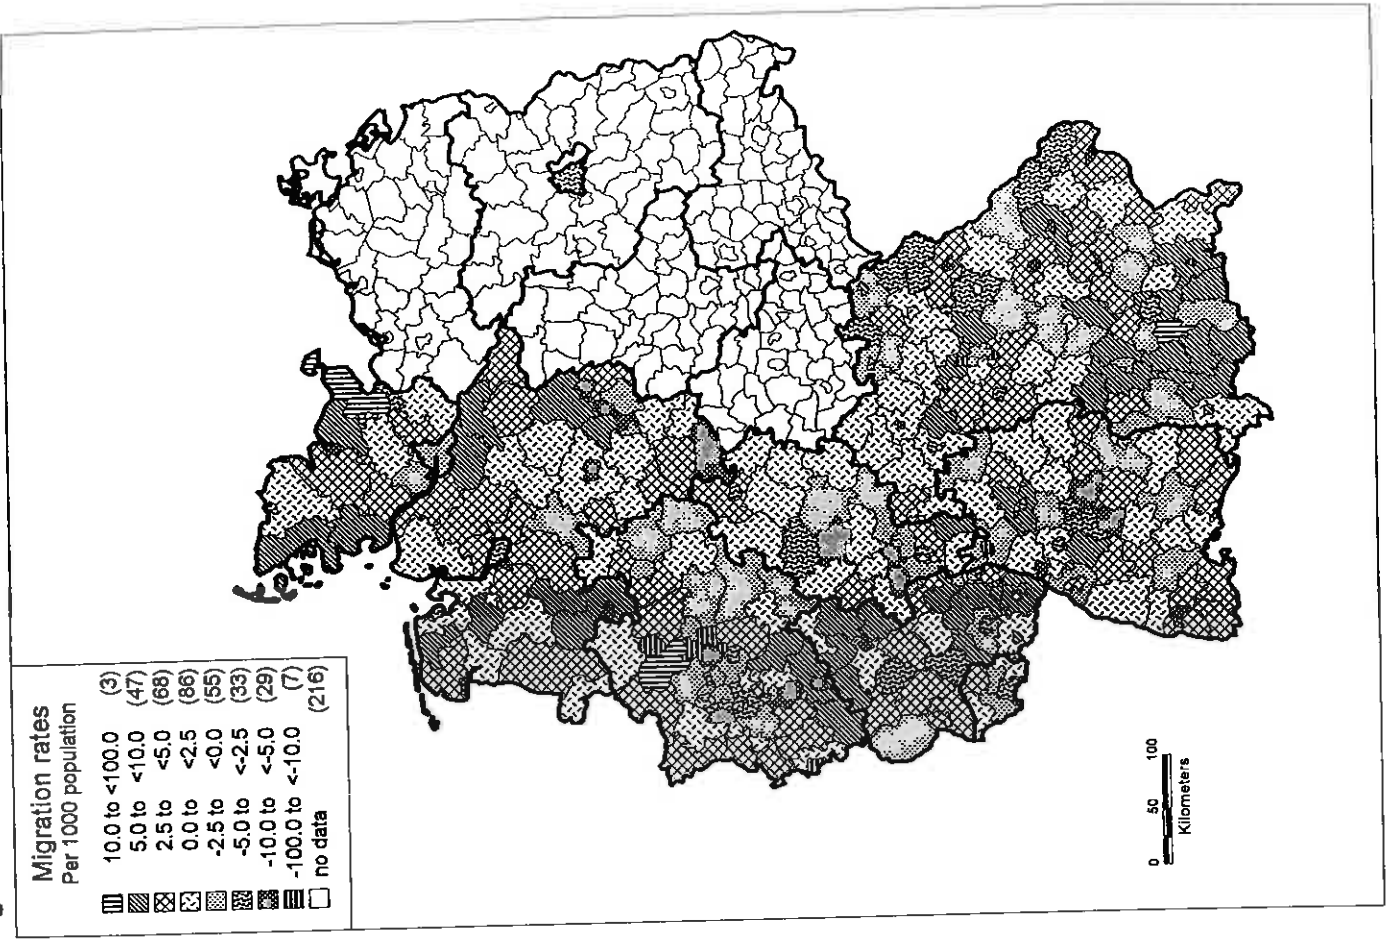 Migration rates
Per 1000 population
10.0 to <100.0 (3)
5.0 to <10.0 (47)
2.5 to <5.0 (68)
0.0 to <2.5 (86)
-2.5 to <0.0 (55)
-5.0 to <-2.5 (33)
-10.0 to <-5.0 (29)
-100.0 to <-10.0 (7)
no data (216)
0 50 100
Kilometers